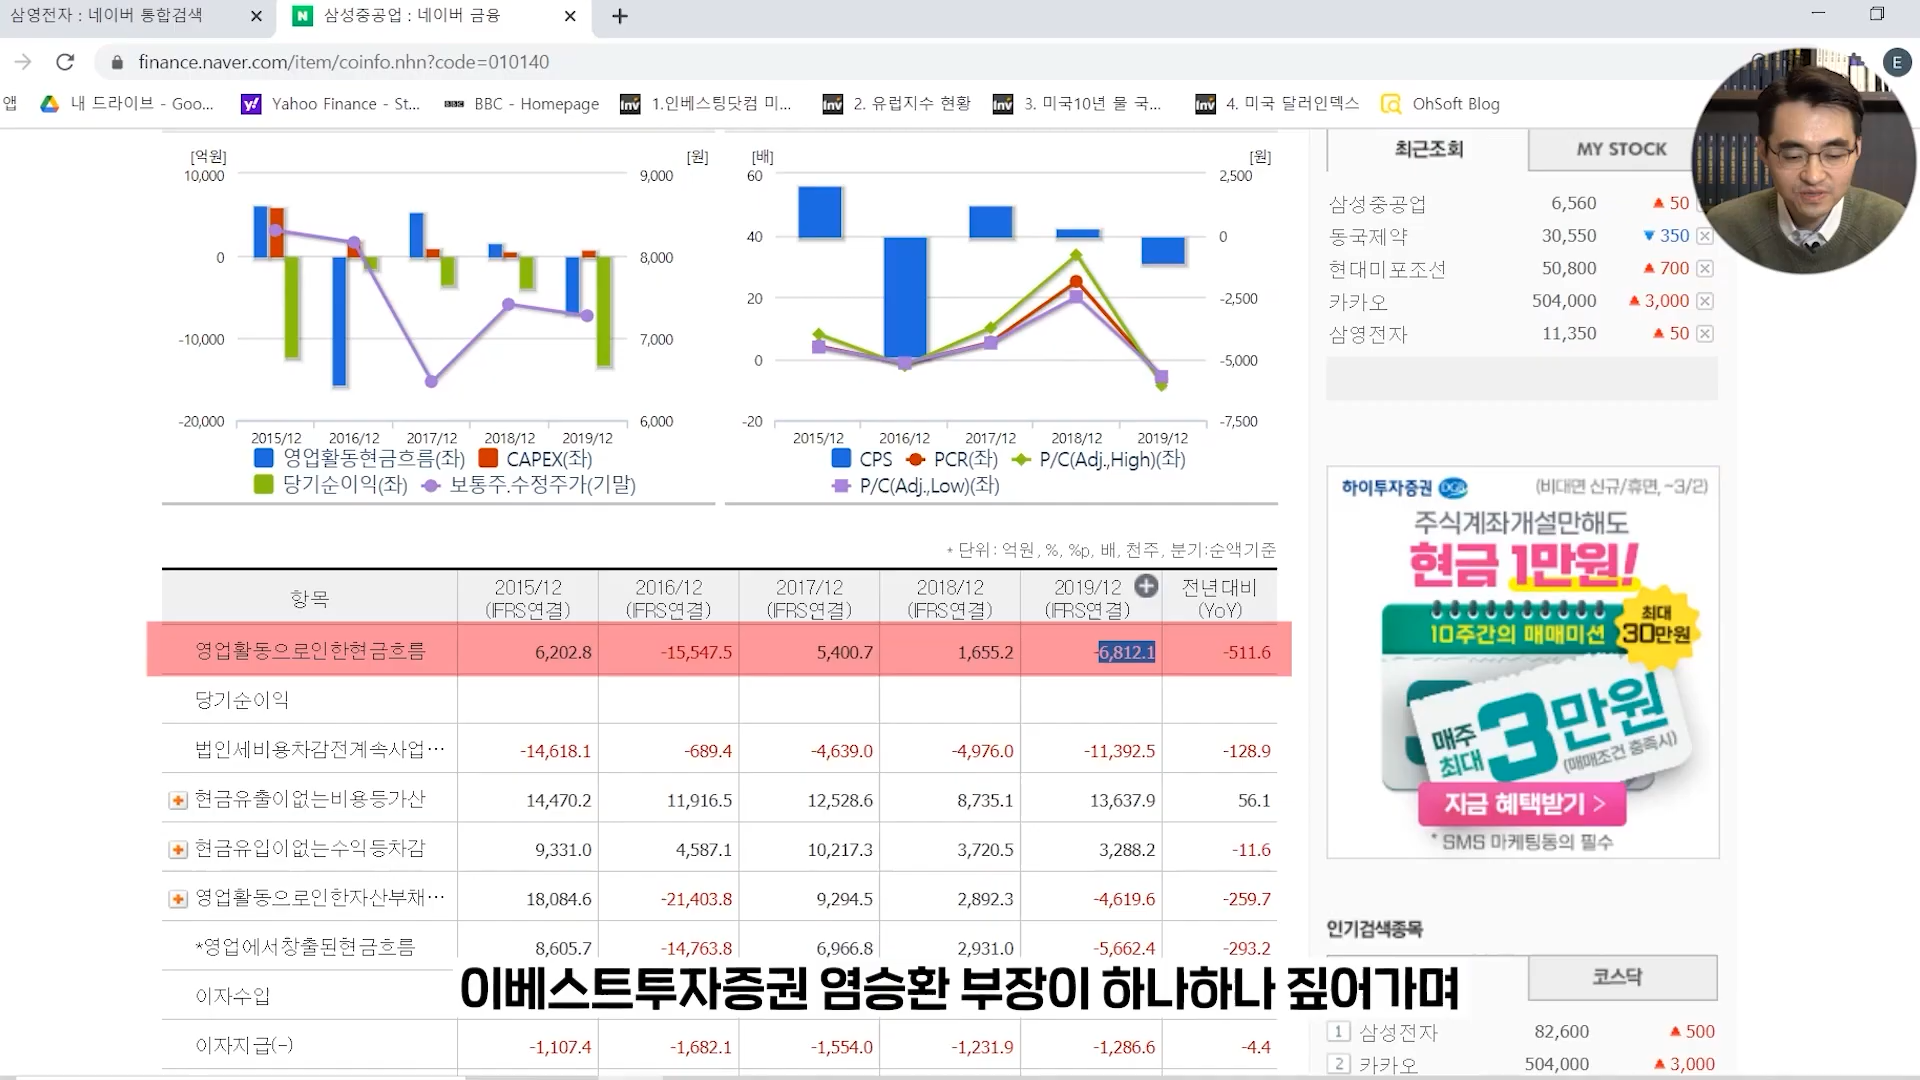 삼영전자 : 네이버 통합검색
삼성중공업 : 네이버 금융
finance.naver.com/item/coinfo.nhn?code=010140
E
앱 내 드라이브 - Goo... Yahoo Finance - St... BBC - Homepage 1.인베스팅닷컴 미... 2. 유럽지수 현황 3. 미국10년 물 국... 4. 미국 달러인덱스 OhSoft Blog
[억원] [원]
10,000 9,000
0 8,000
-10,000 7,000
-20,000 6,000
2015/12 2016/12 2017/12 2018/12 2019/12
영업활동현금흐름(좌) CAPEX(좌)
당기순이익(좌) 보통주.수정주가(기말)
[배] [원]
60 2,500
40 0
20 -2,500
0 -5,000
-20 -7,500
2015/12 2016/12 2017/12 2018/12 2019/12
CPS PCR(좌) P/C(Adj.,High)(좌)
P/C(Adj.,Low)(좌)
* 단위 : 억원, %, %p, 배, 천주, 분기:순액기준
항목 2015/12 (IFRS연결) 2016/12 (IFRS연결) 2017/12 (IFRS연결) 2018/12 (IFRS연결) 2019/12 (IFRS연결) 전년대비 (YoY)
영업활동으로인한현금흐름 6,202.8 -15,547.5 5,400.7 1,655.2 -6,812.1 -511.6
당기순이익
법인세비용차감전계속사업… -14,618.1 -689.4 -4,639.0 -4,976.0 -11,392.5 -128.9
현금유출이없는비용등가산 14,470.2 11,916.5 12,528.6 8,735.1 13,637.9 56.1
현금유입이없는수익등차감 9,331.0 4,587.1 10,217.3 3,720.5 3,288.2 -11.6
영업활동으로인한자산부채… 18,084.6 -21,403.8 9,294.5 2,892.3 -4,619.6 -259.7
*영업에서창출된현금흐름 8,605.7 -14,763.8 6,966.8 2,931.0 -5,662.4 -293.2
이자수입
이자지급(-) -1,107.4 -1,682.1 -1,554.0 -1,231.9 -1,286.6 -4.4
이베스트투자증권 염승환 부장이 하나하나 짚어가며
최근조회 MY STOCK
삼성중공업 6,560 ▲ 50
동국제약 30,550 ▼ 350
현대미포조선 50,800 ▲ 700
카카오 504,000 ▲ 3,000
삼영전자 11,350 ▲ 50
하이투자증권 DGB (비대면 신규/휴면, ~3/2)
주식계좌개설만해도
현금 1만원!
10주간의 매매미션
최대
30만원
매주
최대
3만원
(매매조건 충족시)
지금 혜택받기 >
* SMS 마케팅동의 필수
인기검색종목
코스닥
1 삼성전자 82,600 ▲ 500
2 카카오 504,000 ▲ 3,000